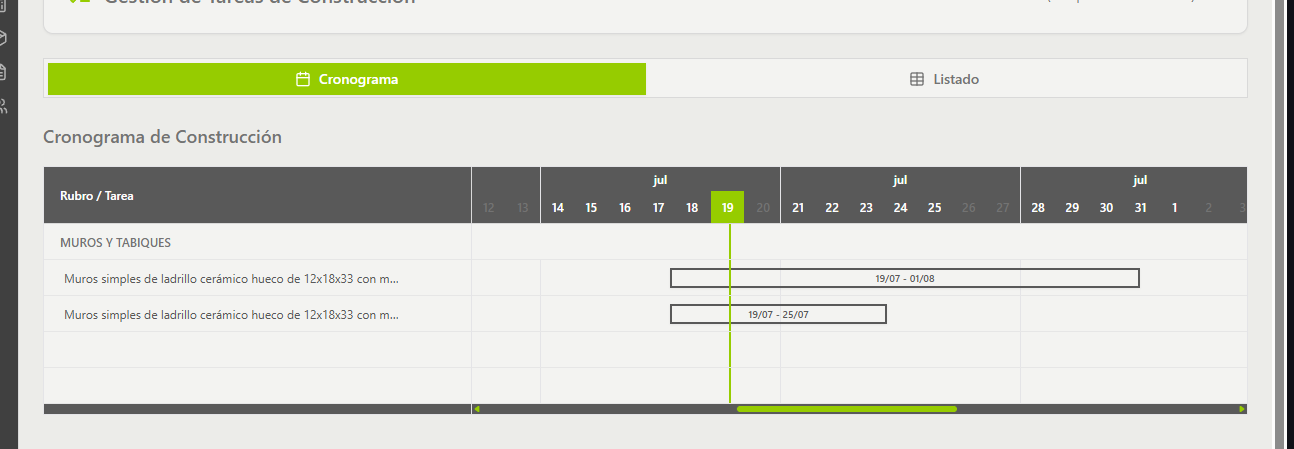 Gestión de Tareas de Construcción
Cronograma
Listado
Cronograma de Construcción
Rubro / Tarea
jul jul jul
12 13 14 15 16 17 18 19 20 21 22 23 24 25 26 27 28 29 30 31 1 2 3
MUROS Y TABIQUES
Muros simples de ladrillo cerámico hueco de 12x18x33 con m...
19/07 - 01/08
Muros simples de ladrillo cerámico hueco de 12x18x33 con m...
19/07 - 25/07